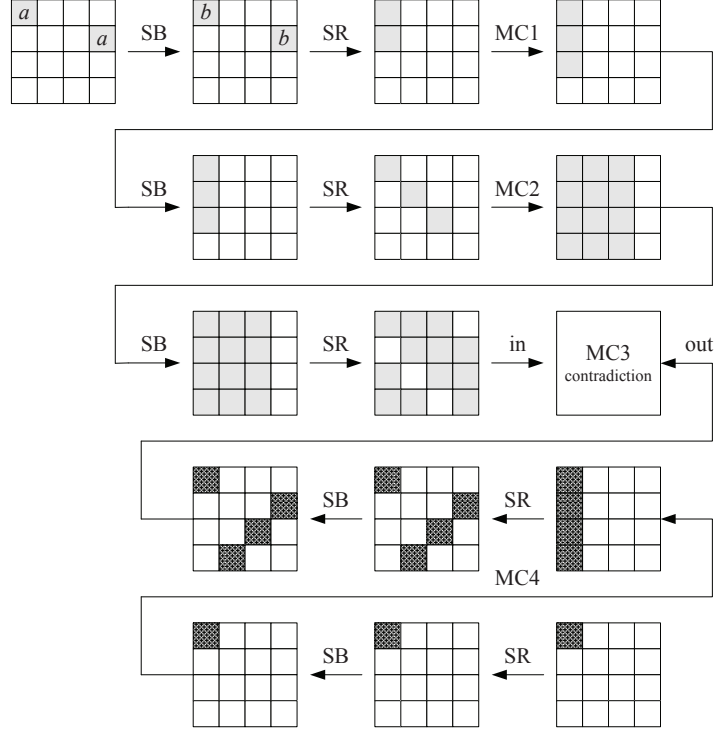 a b
SB SR MC1
a b
SB SR MC2
SB SR in MC3 out
contradiction
SB SR
MC4
SB SR